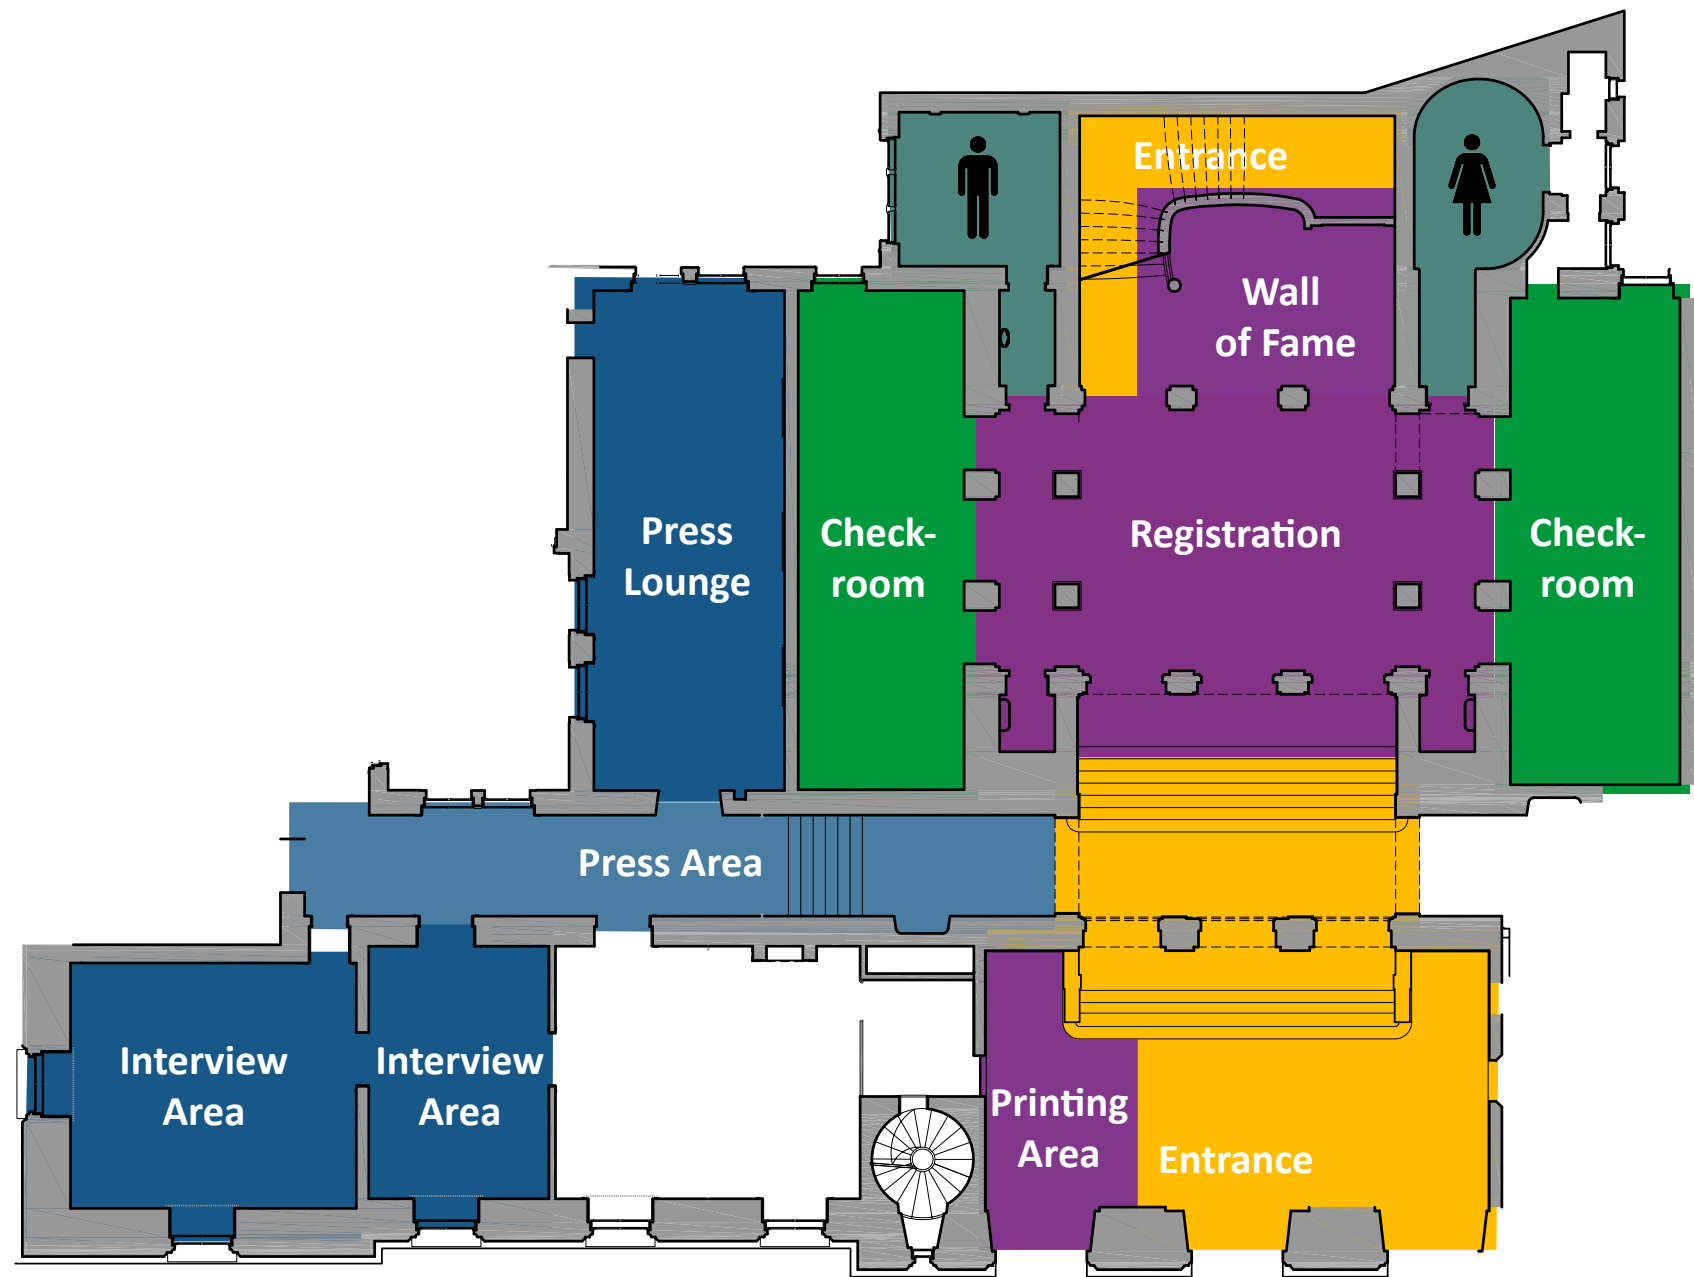 Entrance
Wall
of Fame
Press
Lounge
Check-
room
Registration
Check-
room
Press Area
Interview
Area
Interview
Area
Printing
Area
Entrance